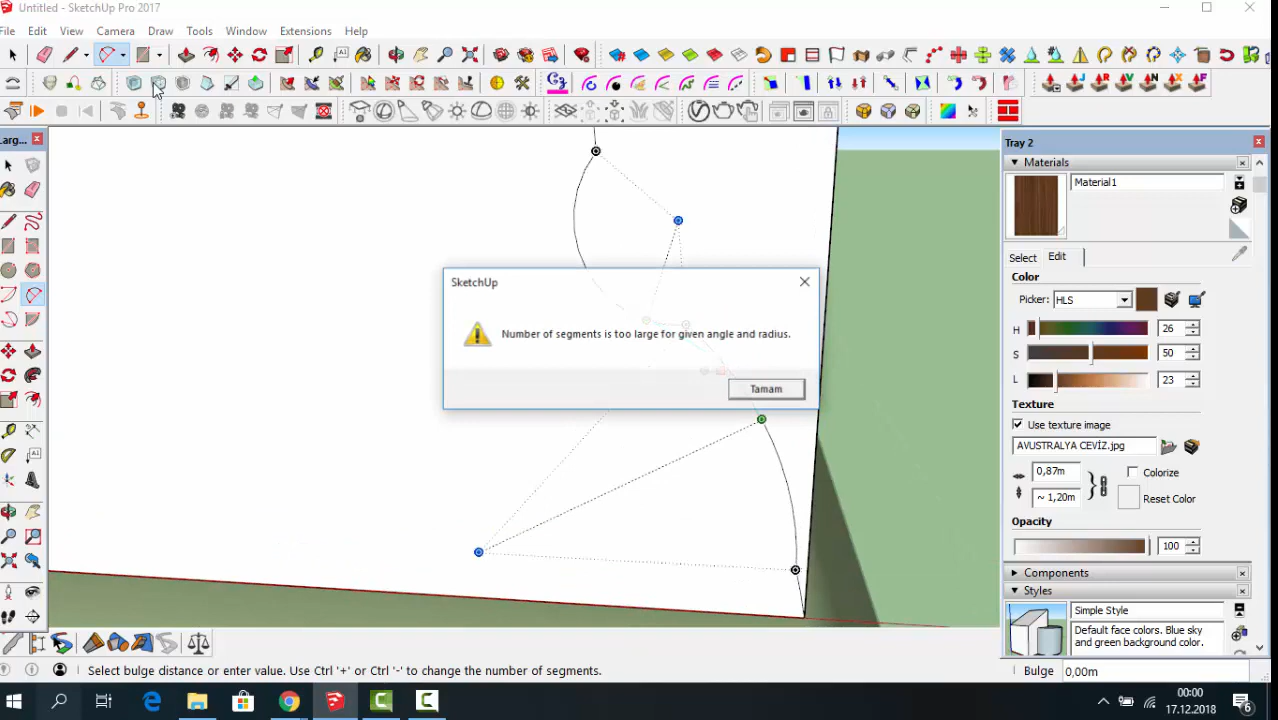 Untitled - SketchUp Pro 2017
File Edit View Camera Draw Tools Window Extensions Help
Larg...
Tray 2
Materials
Material1
Select Edit
Color
Picker: HLS
H 26
S 50
L 23
Texture
Use texture image
AVUSTRALYA CEVİZ.jpg
0,87m
Colorize
~ 1,20m
Reset Color
Opacity
100
Components
Styles
Simple Style
Default face colors. Blue sky
and green background color.
SketchUp
Number of segments is too large for given angle and radius.
Tamam
Select bulge distance or enter value. Use Ctrl '+' or Ctrl '-' to change the number of segments.
Bulge 0,00m
00:00
17.12.2018
6